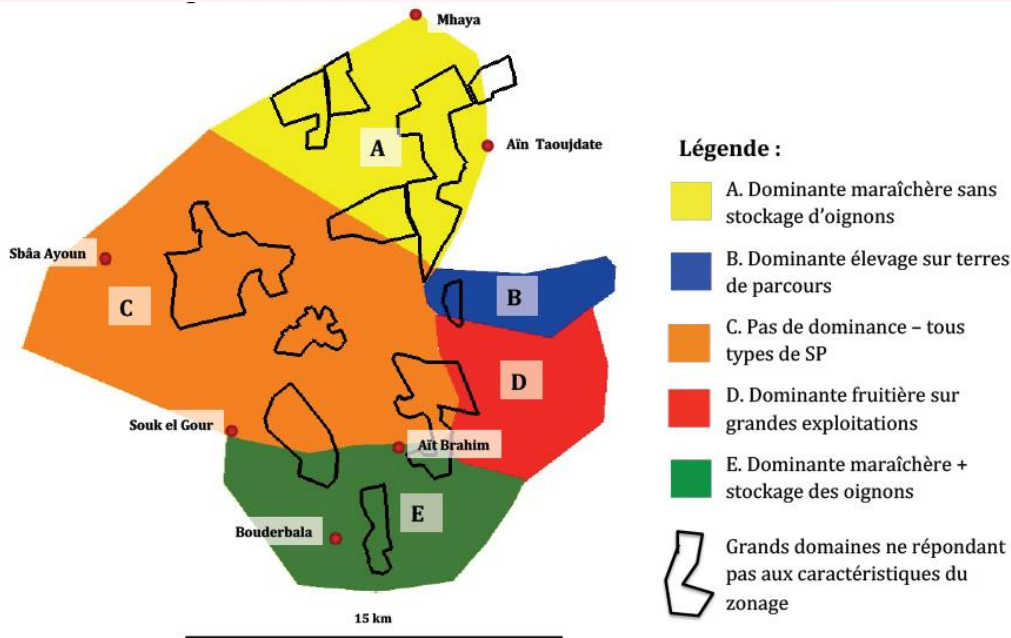 Mhaya
Aïn Taoujdate
A
Sbâa Ayoun
C
B
D
Souk el Gour
Aït Brahim
E
Bouderbala
15 km
Légende :
A. Dominante maraîchère sans
stockage d'oignons
B. Dominante élevage sur terres
de parcours
C. Pas de dominance – tous
types de SP
D. Dominante fruitière sur
grandes exploitations
E. Dominante maraîchère +
stockage des oignons
Grands domaines ne répondant
pas aux caractéristiques du
zonage